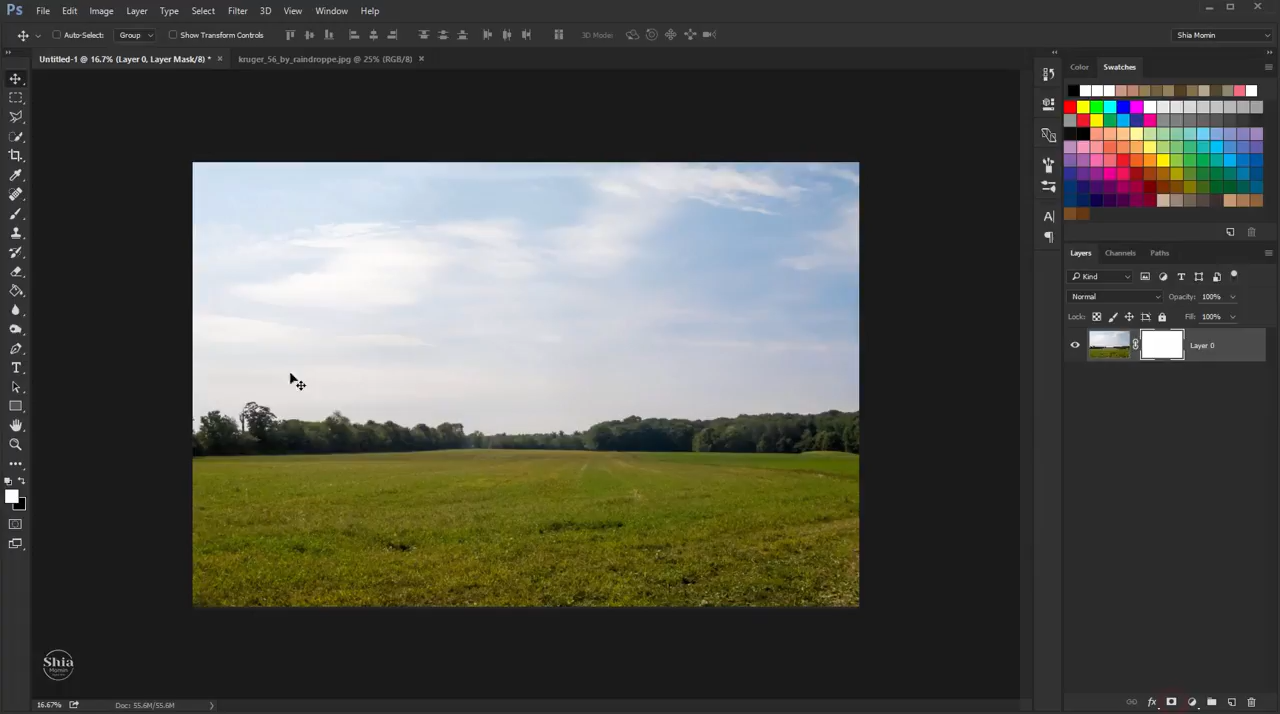 Ps File Edit Image Layer Type Select Filter 3D View Window Help
Auto-Select: Group Show Transform Controls 3D Mode: Shia Momin
Untitled-1 @ 16.7% (Layer 0, Layer Mask/8) * × kruger_56_by_raindroppe.jpg @ 25% (RGB/8) ×
Color Swatches
Layers Channels Paths
Kind
Normal Opacity: 100%
Lock: Fill: 100%
Layer 0
Shia
Momin
16.67% Doc: 55.6M/55.6M
fx